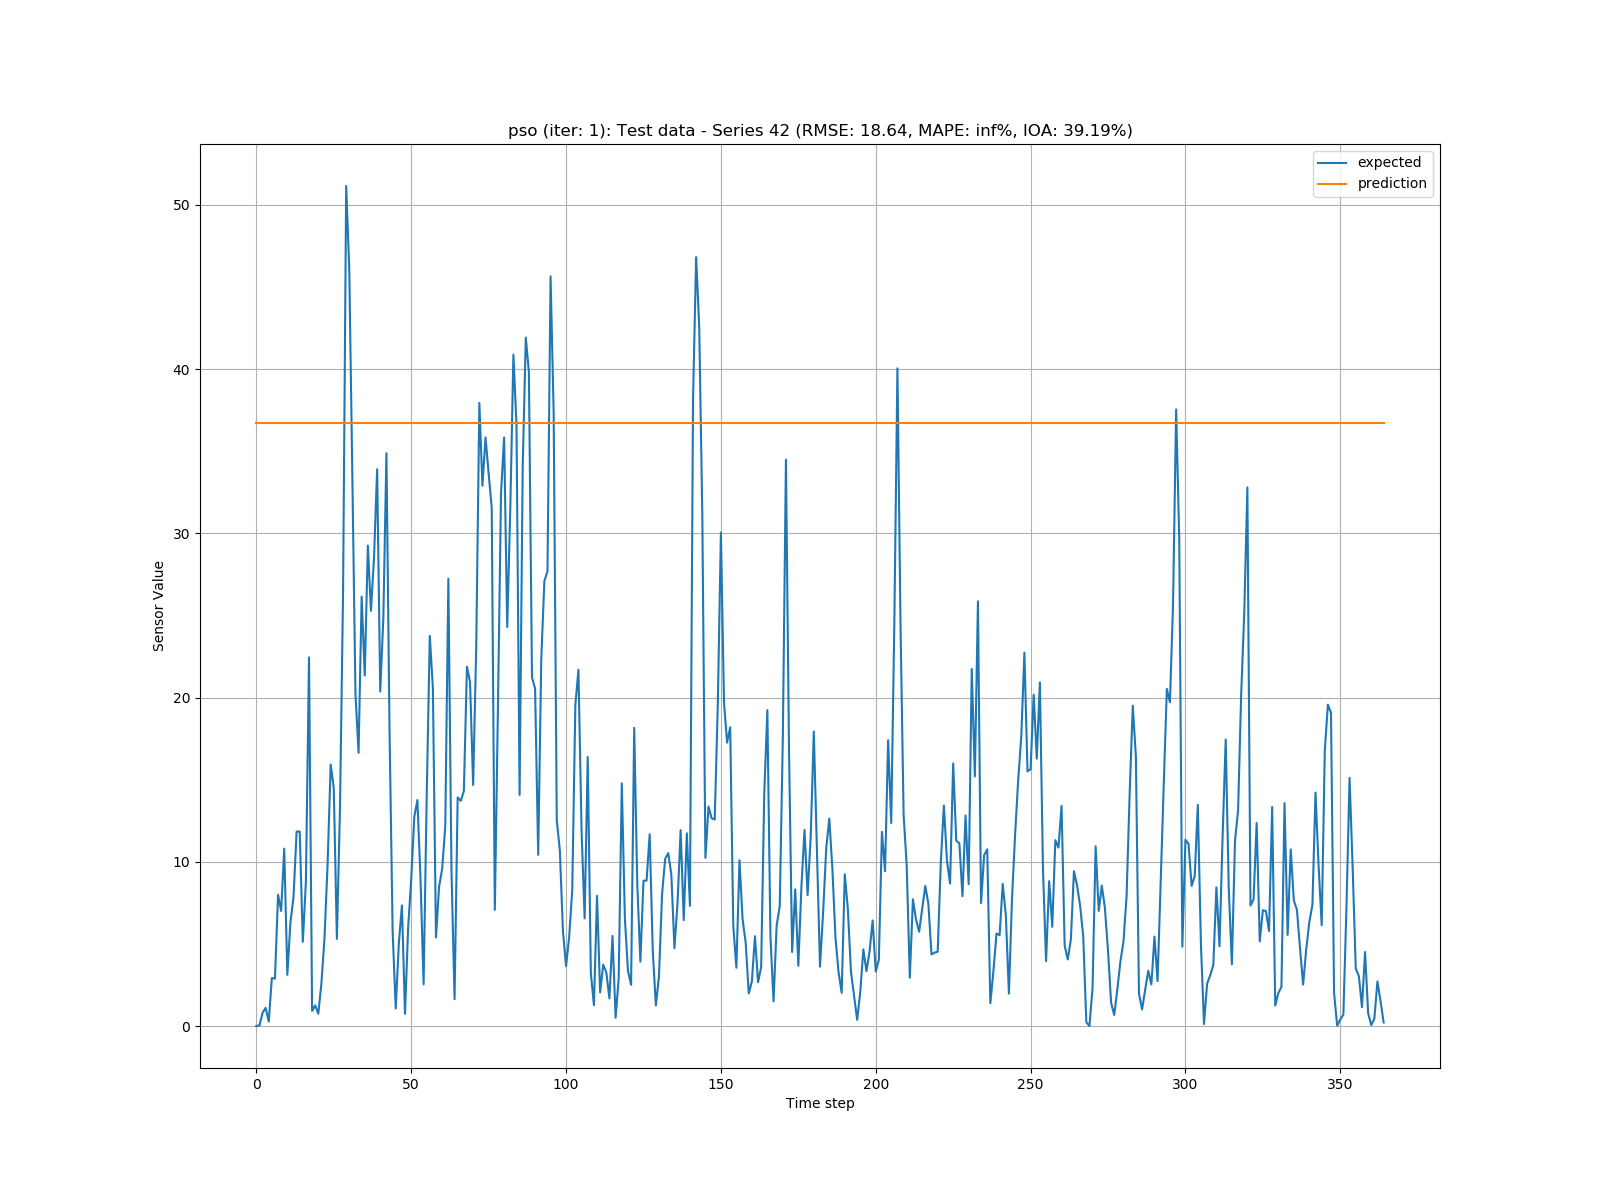 pso (iter: 1): Test data - Series 42 (RMSE: 18.64, MAPE: inf%, IOA: 39.19%)
expected
prediction
50
40
30
20
10
0
Sensor Value
0 50 100 150 200 250 300 350
Time step